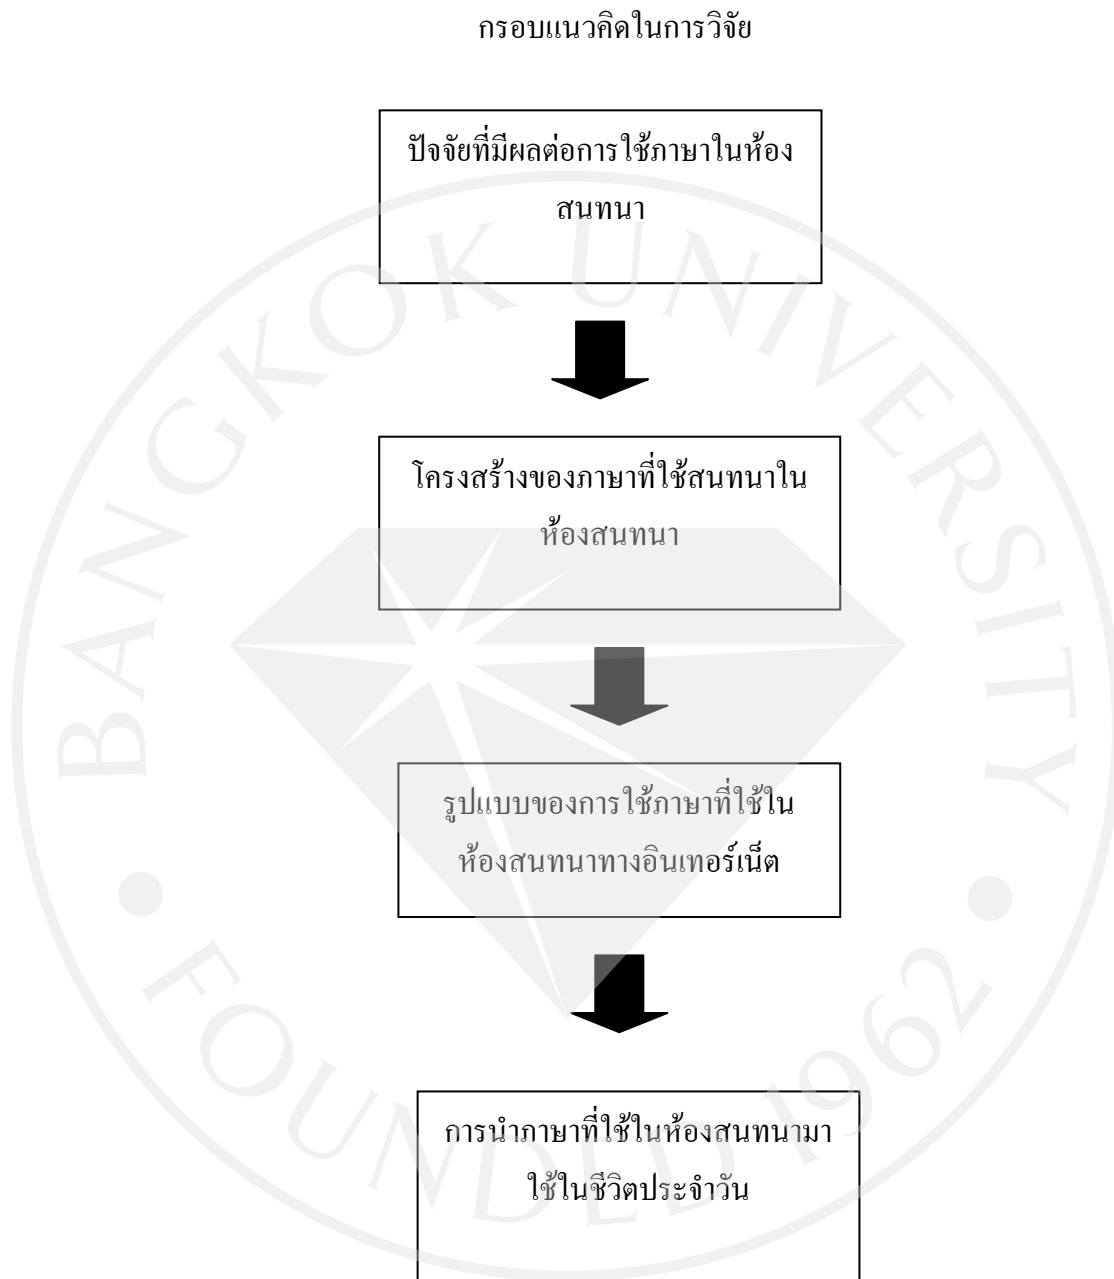 กรอบแนวคิดในการวิจัย
ปัจจัยที่มีผลต่อการใช้ภาษาในห้อง
สนทนา
โครงสร้างของภาษาที่ใช้สนทนาใน
ห้องสนทนา
รูปแบบของการใช้ภาษาที่ใช้ใน
ห้องสนทนาทางอินเทอร์เน็ต
การนำภาษาที่ใช้ในห้องสนทนามา
ใช้ในชีวิตประจำวัน
BANGKOK UNIVERSITY
FOUNDED 1962